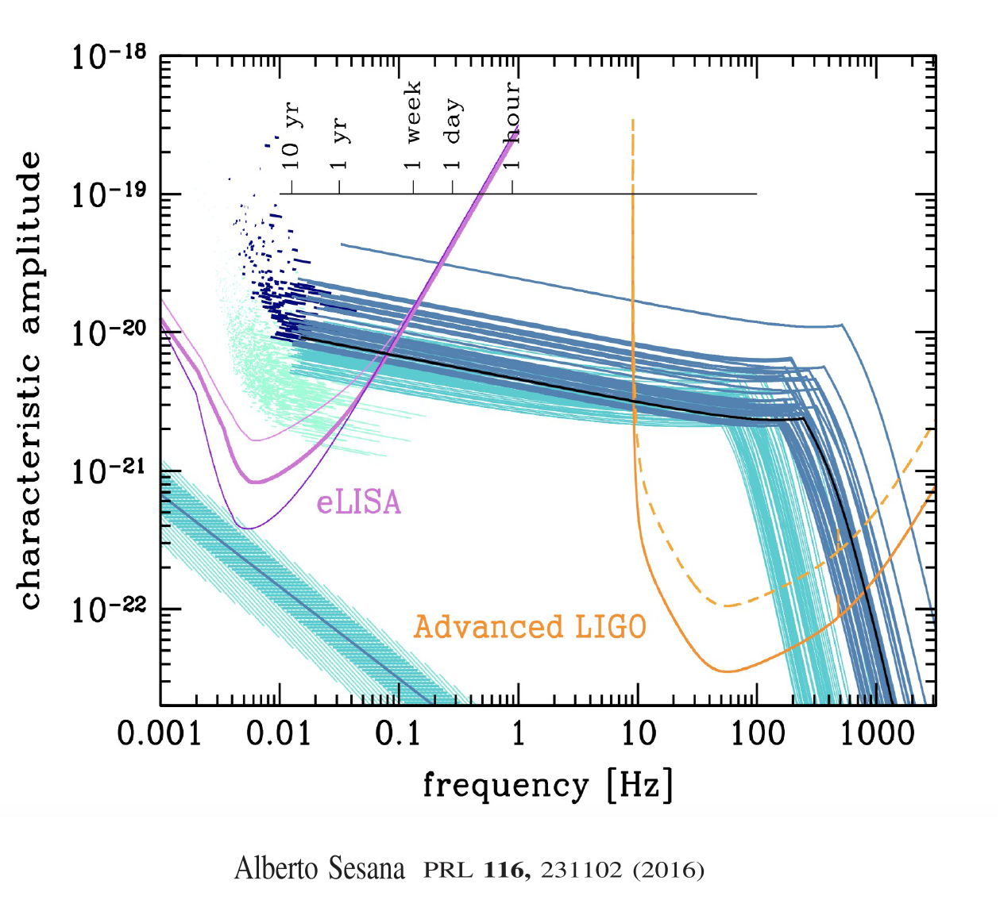 10⁻¹⁸
10⁻¹⁹
10⁻²⁰
10⁻²¹
10⁻²²
characteristic amplitude
10 yr
1 yr
1 week
1 day
1 hour
eLISA
Advanced LIGO
0.001 0.01 0.1 1 10 100 1000
frequency [Hz]
Alberto Sesana PRL 116, 231102 (2016)